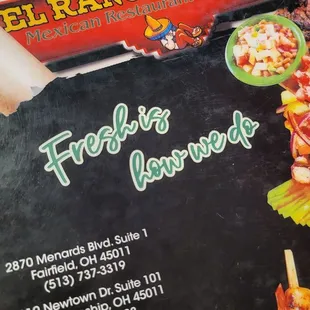 EL
Mexican Restaurant
Fresh is
how we do
2870 Menards Blvd. Suite 1
Fairfield, OH 45011
(513) 737-3319
Newtown Dr. Suite 101
OH 45011